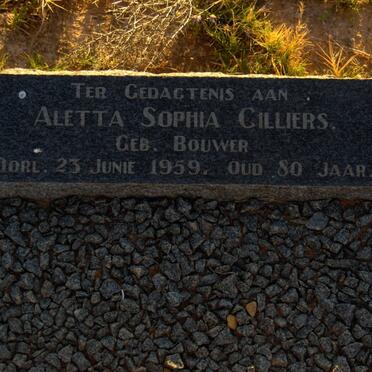 TER GEDAGTENIS AAN
ALETTA SOPHIA CILLIERS.
GEB. BOUWER
OORL. 23 JUNIE 1959. OUD 80 JAAR.